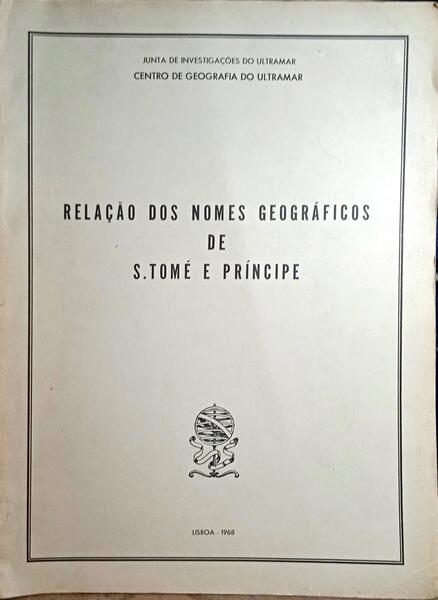 JUNTA DE INVESTIGAÇÕES DO ULTRAMAR
CENTRO DE GEOGRAFIA DO ULTRAMAR
RELAÇÃO DOS NOMES GEOGRÁFICOS
DE
S. TOMÉ E PRÍNCIPE
LISBOA - 1968